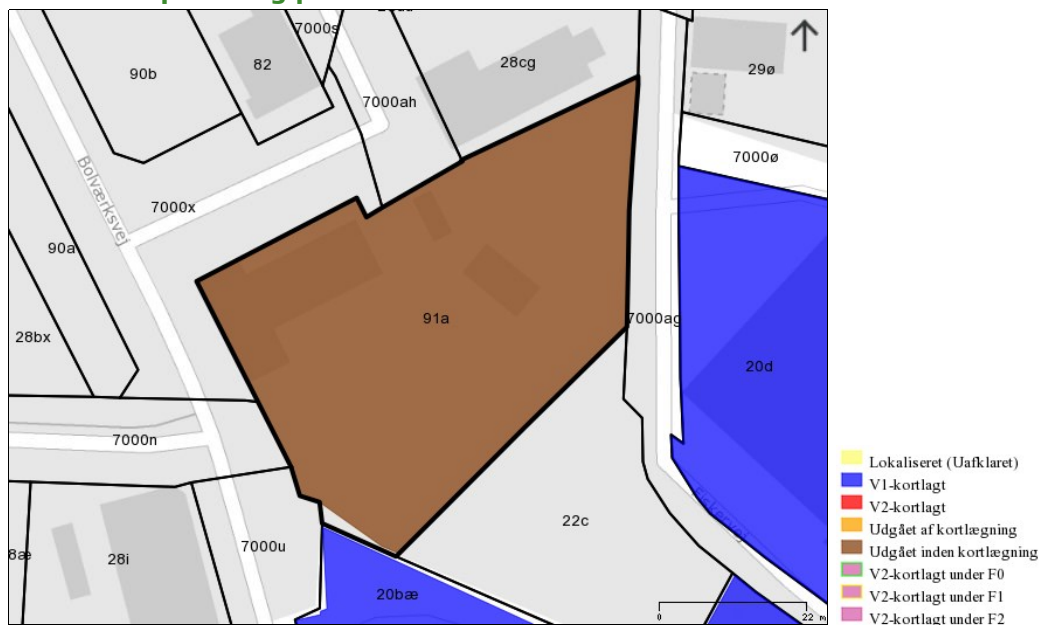 7000s
90b
82
28cg
29ø
7000ah
7000ø
Bolværksvej
7000x
90a
91a
7000ag
28bx
20d
7000n
Lokaliseret (Uafklaret)
V1-kortlagt
V2-kortlagt
Udgået af kortlægning
Udgået inden kortlægning
V2-kortlagt under F0
V2-kortlagt under F1
V2-kortlagt under F2
22c
7000u
8æ
28i
20bæ
0
22 m